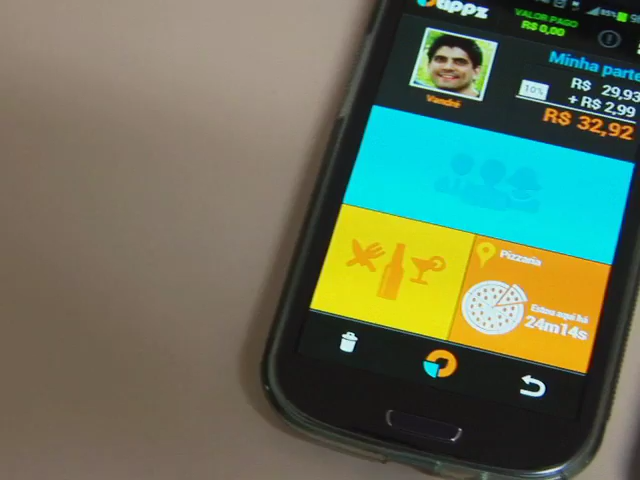 appz
VALOR PAGO
R$ 0,00
Minha parte
R$ 29,93
10% + R$ 2,99
R$ 32,92
Vandré
Pizzaria
Estou aqui há
24m14s